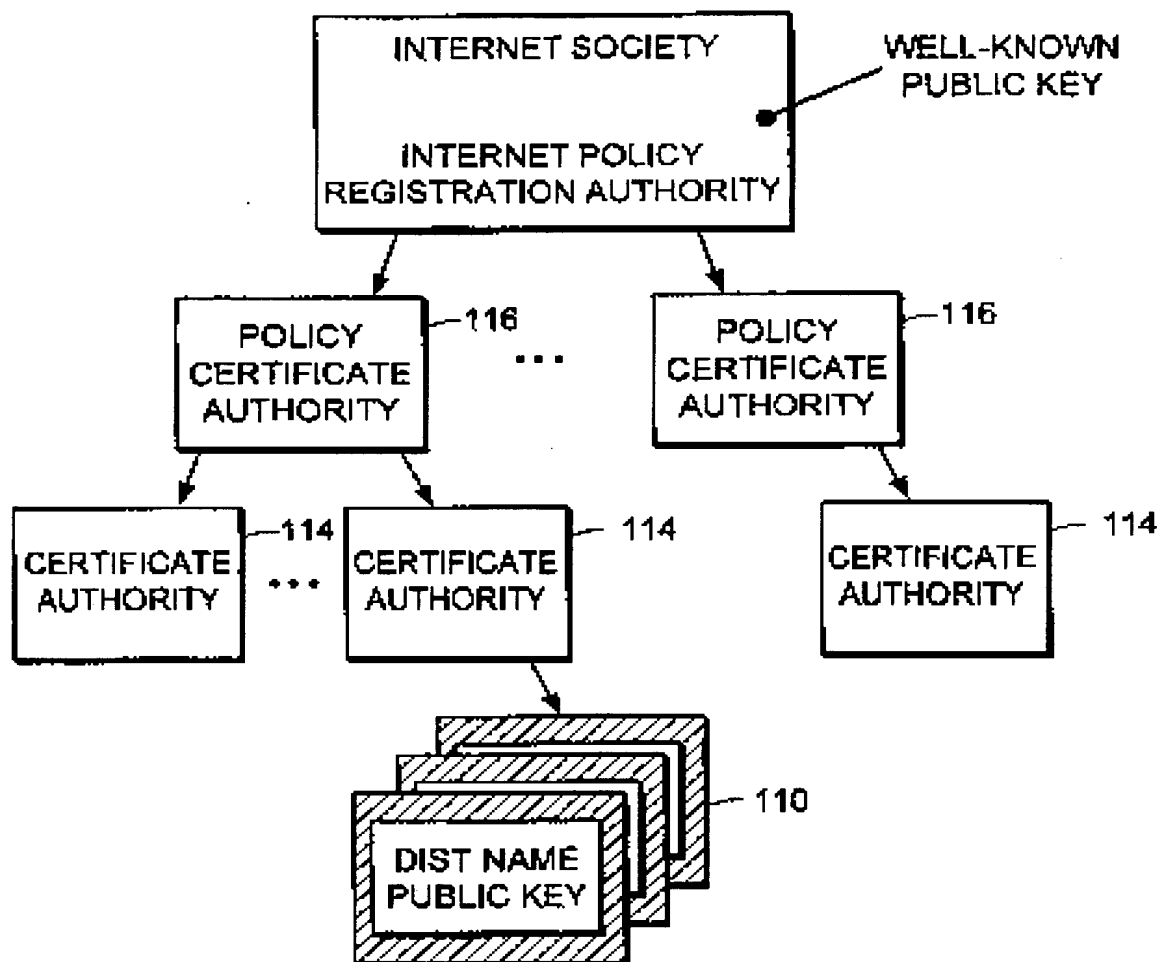 INTERNET SOCIETY
WELL-KNOWN
PUBLIC KEY
INTERNET POLICY
REGISTRATION AUTHORITY
POLICY
CERTIFICATE
AUTHORITY
116
...
POLICY
CERTIFICATE
AUTHORITY
116
CERTIFICATE
AUTHORITY
114
...
CERTIFICATE
AUTHORITY
114
CERTIFICATE
AUTHORITY
114
110
DIST NAME
PUBLIC KEY